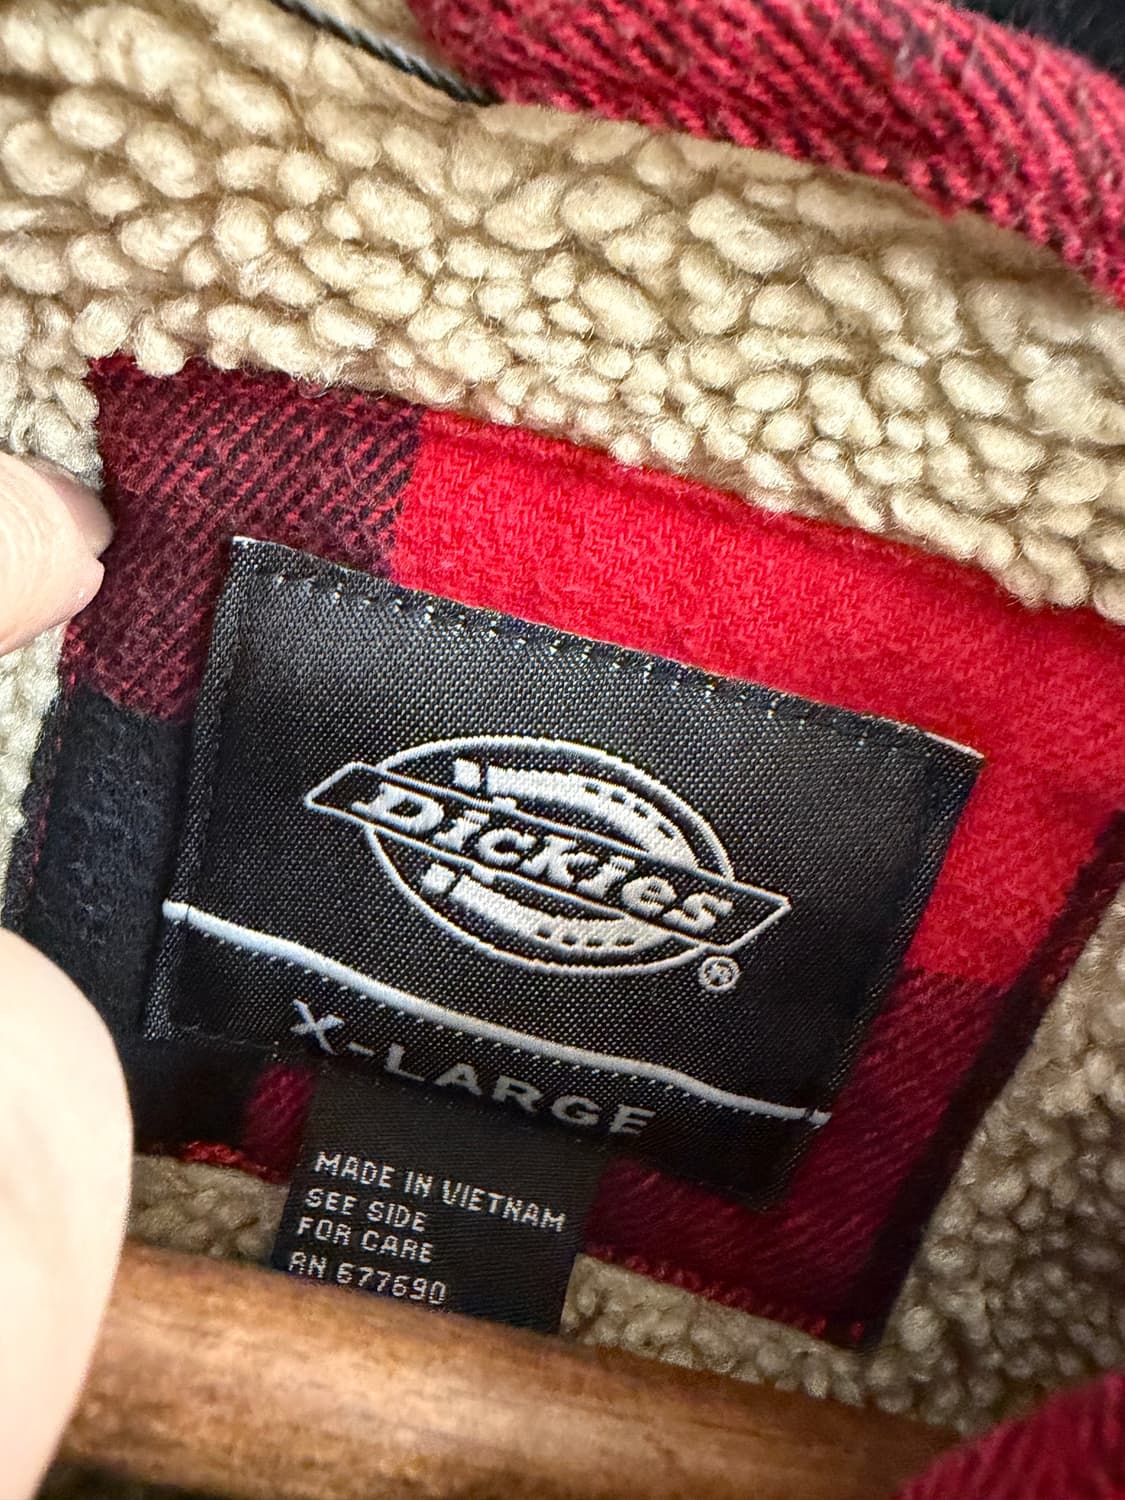 Dickies
®
X-LARGE
MADE IN VIETNAM
SEE SIDE
FOR CARE
RN 677690